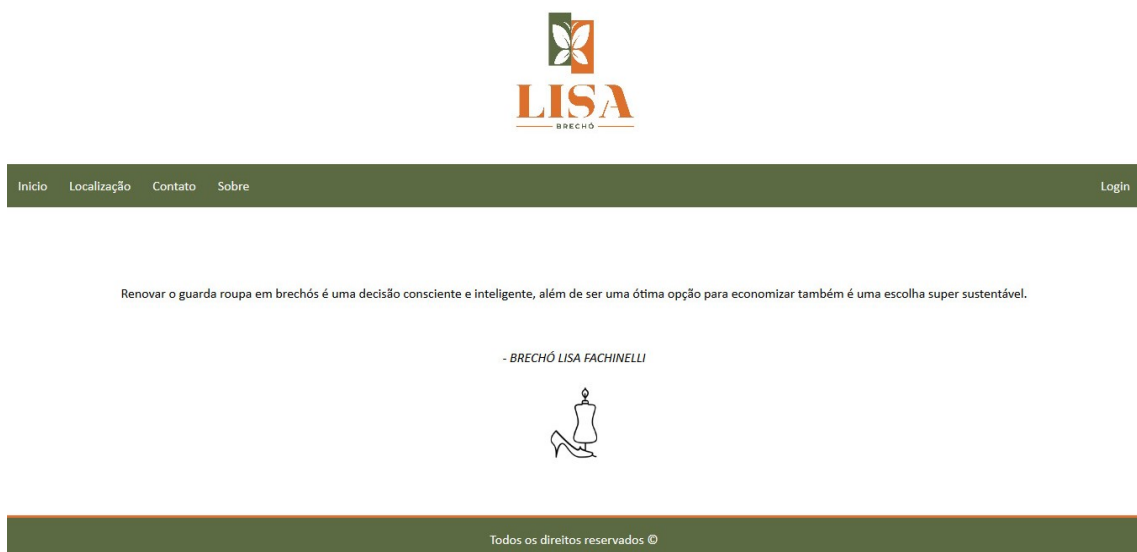 LISA
BRECHÓ
Inicio Localização Contato Sobre Login
Renovar o guarda roupa em brechós é uma decisão consciente e inteligente, além de ser uma ótima opção para economizar também é uma escolha super sustentável.
- BRECHÓ LISA FACHINELLI
Todos os direitos reservados ©